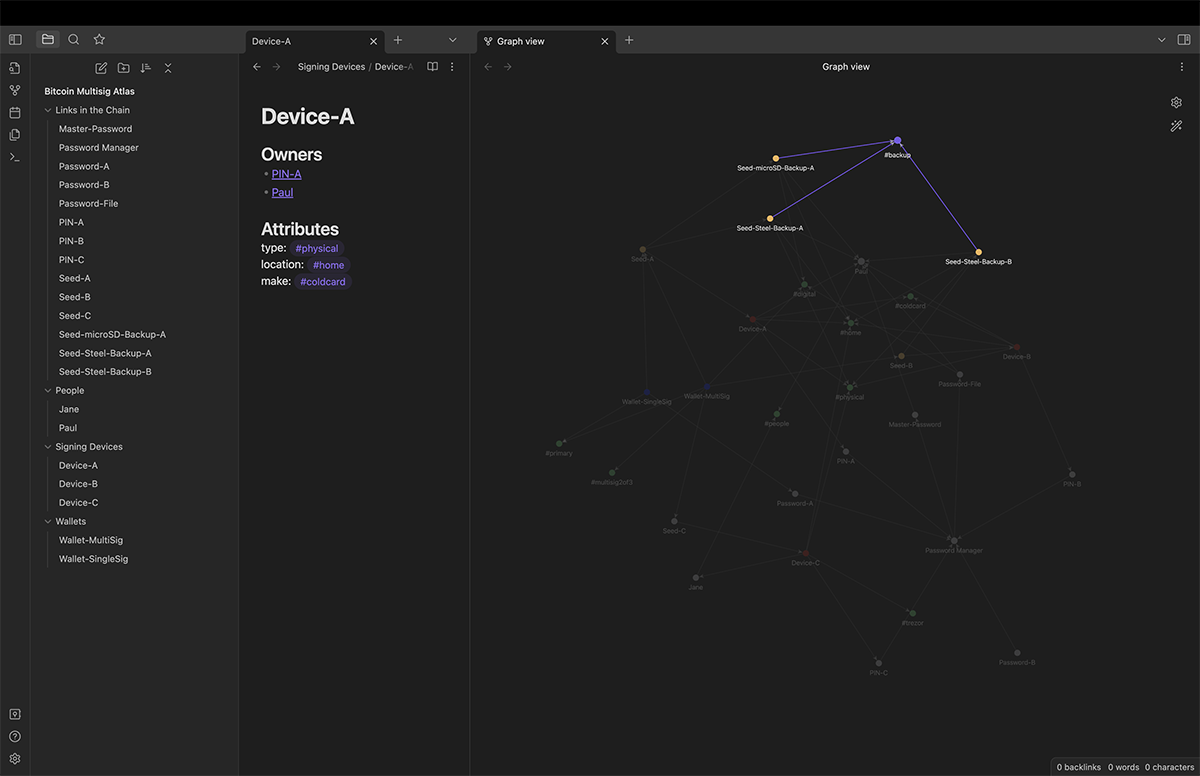 Device-A
Graph view
Signing Devices / Device-A
Graph view
Bitcoin Multisig Atlas
Links in the Chain
Master-Password
Password Manager
Password-A
Password-B
Password-File
PIN-A
PIN-B
PIN-C
Seed-A
Seed-B
Seed-C
Seed-microSD-Backup-A
Seed-Steel-Backup-A
Seed-Steel-Backup-B
People
Jane
Paul
Signing Devices
Device-A
Device-B
Device-C
Wallets
Wallet-MultiSig
Wallet-SingleSig
Device-A
Owners
PIN-A
Paul
Attributes
type: #physical
location: #home
make: #coldcard
#backup
Seed-microSD-Backup-A
Seed-Steel-Backup-A
Seed-A
Seed-Steel-Backup-B
Paul
#digital
#coldcard
Device-A
#home
Device-B
Seed-B
Password-File
Wallet-SingleSig
Wallet-MultiSig
#physical
#people
Master-Password
#primary
PIN-A
#multisig2of3
PIN-B
Password-A
Seed-C
Password Manager
Device-C
Jane
#trezor
Password-B
PIN-C
0 backlinks 0 words 0 characters